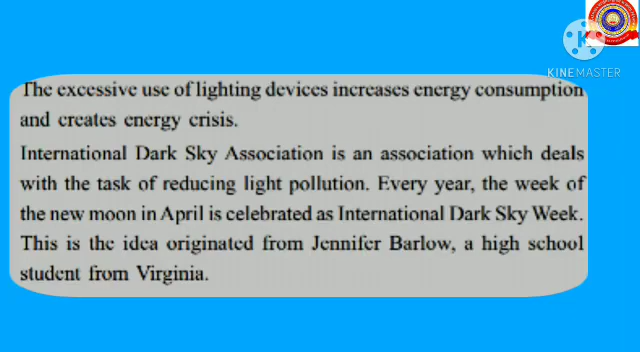 KINEMASTER
The excessive use of lighting devices increases energy consumption
and creates energy crisis.
International Dark Sky Association is an association which deals
with the task of reducing light pollution. Every year, the week of
the new moon in April is celebrated as International Dark Sky Week.
This is the idea originated from Jennifer Barlow, a high school
student from Virginia.